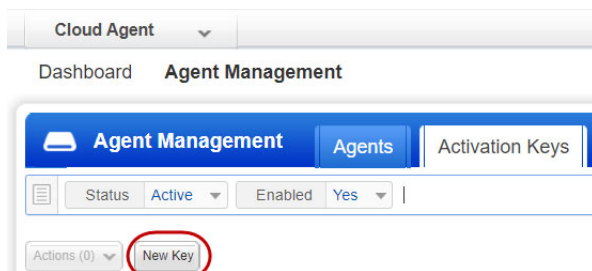 Cloud Agent
Dashboard Agent Management
Agent Management Agents Activation Keys
Status Active Enabled Yes
Actions (0) New Key